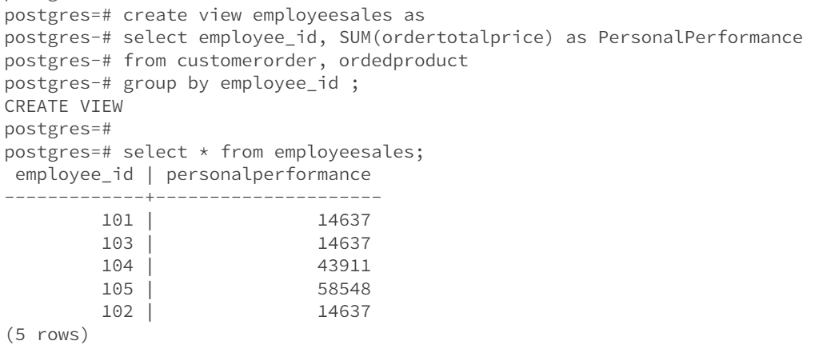 postgres=# create view employeesales as
postgres-# select employee_id, SUM(ordertotalprice) as PersonalPerformance
postgres-# from customerorder, ordedproduct
postgres-# group by employee_id ;
CREATE VIEW
postgres=#
postgres=# select * from employeesales;
 employee_id | personalperformance
-------------+---------------------
         101 |               14637
         103 |               14637
         104 |               43911
         105 |               58548
         102 |               14637
(5 rows)